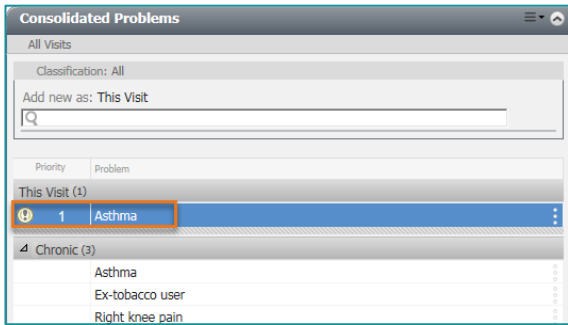 Consolidated Problems
All Visits
Classification: All
Add new as: This Visit
Priority Problem
This Visit (1)
1 Asthma
Chronic (3)
Asthma
Ex-tobacco user
Right knee pain